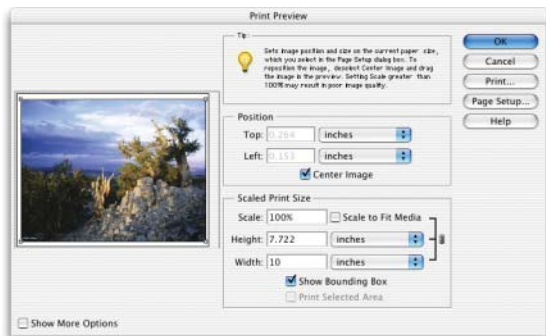 Print Preview
Tip:
Sets image position and size on the current paper size,
which you select in the Page Setup dialog box. To
reposition the image, deselect Center Image and drag
the image in the preview. Setting Scale greater than
100% may result in poor image quality.
OK
Cancel
Print...
Page Setup...
Help
Position
Top: 0.264 inches
Left: 0.153 inches
Center Image
Scaled Print Size
Scale: 100% Scale to Fit Media
Height: 7.722 inches
Width: 10 inches
Show Bounding Box
Print Selected Area
Show More Options